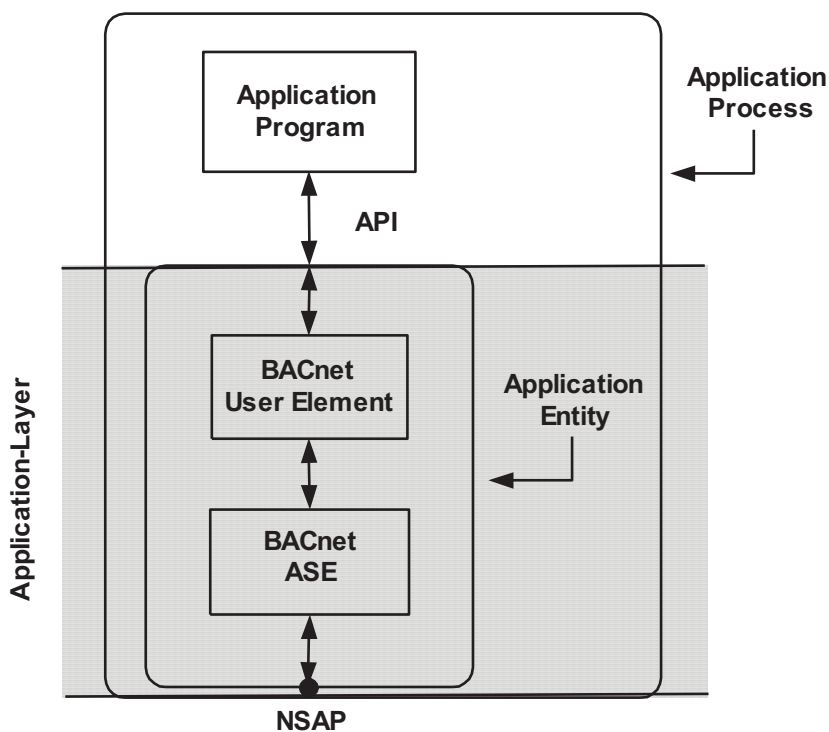 Application
Program
Application
Process
API
BACnet
User Element
Application
Entity
BACnet
ASE
Application-Layer
NSAP